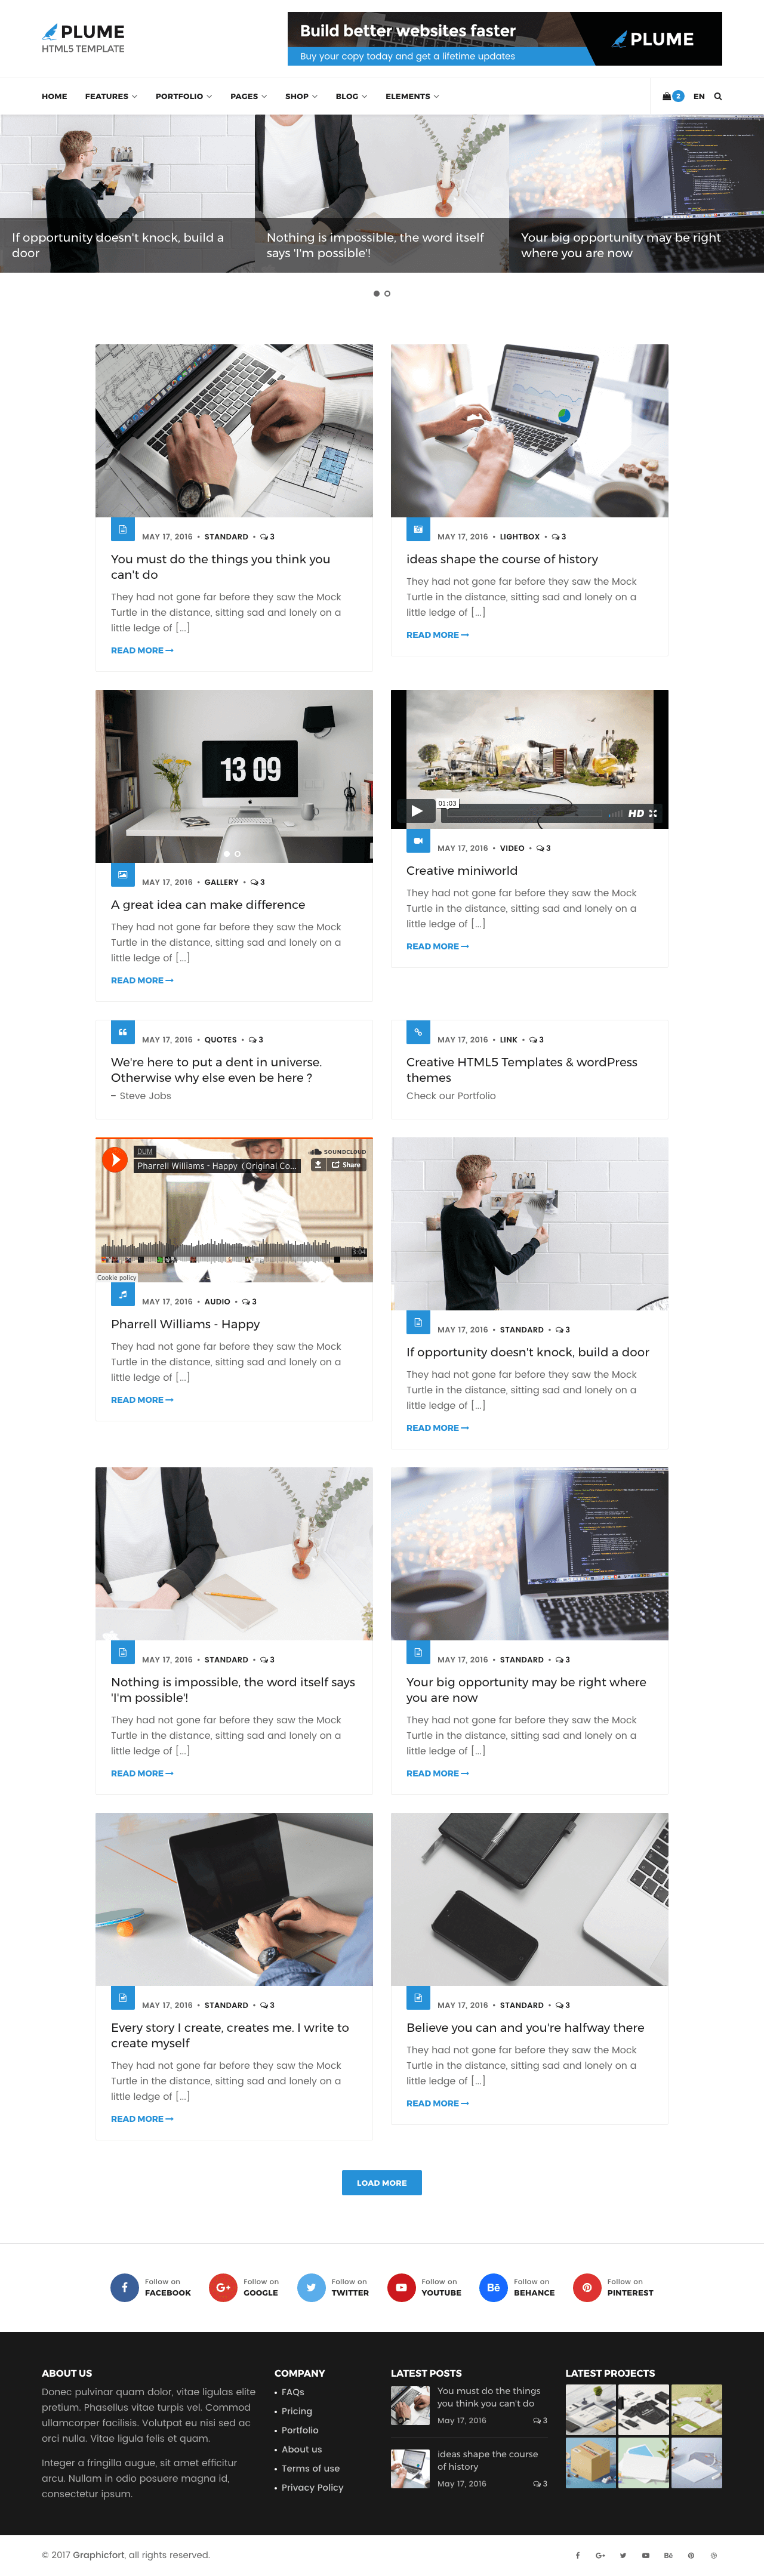 PLUME
HTML5 TEMPLATE
Build better websites faster
Buy your copy today and get a lifetime updates
PLUME
HOME FEATURES PORTFOLIO PAGES SHOP BLOG ELEMENTS 2 EN
If opportunity doesn't knock, build a
door
Nothing is impossible, the word itself
says 'I'm possible'!
Your big opportunity may be right
where you are now
MAY 17, 2016 • STANDARD • 3
You must do the things you think you
can't do
They had not gone far before they saw the Mock
Turtle in the distance, sitting sad and lonely on a
little ledge of [...]
READ MORE
MAY 17, 2016 • LIGHTBOX • 3
ideas shape the course of history
They had not gone far before they saw the Mock
Turtle in the distance, sitting sad and lonely on a
little ledge of [...]
READ MORE
13 09
MAY 17, 2016 • GALLERY • 3
A great idea can make difference
They had not gone far before they saw the Mock
Turtle in the distance, sitting sad and lonely on a
little ledge of [...]
READ MORE
01:03
HD
MAY 17, 2016 • VIDEO • 3
Creative miniworld
They had not gone far before they saw the Mock
Turtle in the distance, sitting sad and lonely on a
little ledge of [...]
READ MORE
MAY 17, 2016 • QUOTES • 3
We're here to put a dent in universe.
Otherwise why else even be here ?
– Steve Jobs
MAY 17, 2016 • LINK • 3
Creative HTML5 Templates & wordPress
themes
Check our Portfolio
DUM
Pharrell Williams - Happy (Original Co...
SOUNDCLOUD
Share
3:04
Cookie policy
MAY 17, 2016 • AUDIO • 3
Pharrell Williams - Happy
They had not gone far before they saw the Mock
Turtle in the distance, sitting sad and lonely on a
little ledge of [...]
READ MORE
MAY 17, 2016 • STANDARD • 3
If opportunity doesn't knock, build a door
They had not gone far before they saw the Mock
Turtle in the distance, sitting sad and lonely on a
little ledge of [...]
READ MORE
MAY 17, 2016 • STANDARD • 3
Nothing is impossible, the word itself says
'I'm possible'!
They had not gone far before they saw the Mock
Turtle in the distance, sitting sad and lonely on a
little ledge of [...]
READ MORE
MAY 17, 2016 • STANDARD • 3
Your big opportunity may be right where
you are now
They had not gone far before they saw the Mock
Turtle in the distance, sitting sad and lonely on a
little ledge of [...]
READ MORE
MAY 17, 2016 • STANDARD • 3
Every story I create, creates me. I write to
create myself
They had not gone far before they saw the Mock
Turtle in the distance, sitting sad and lonely on a
little ledge of [...]
READ MORE
MAY 17, 2016 • STANDARD • 3
Believe you can and you're halfway there
They had not gone far before they saw the Mock
Turtle in the distance, sitting sad and lonely on a
little ledge of [...]
READ MORE
LOAD MORE
Follow on
FACEBOOK
Follow on
GOOGLE
Follow on
TWITTER
Follow on
YOUTUBE
Follow on
BEHANCE
Follow on
PINTEREST
ABOUT US
Donec pulvinar quam dolor, vitae ligulas elite
pretium. Phasellus vitae turpis vel. Commod
ullamcorper facilisis. Volutpat eu nisi sed ac
orci nulla. Vitae ligula felis et quam.
Integer a fringilla augue, sit amet efficitur
arcu. Nullam in odio posuere magna id,
consectetur ipsum.
COMPANY
• FAQs
• Pricing
• Portfolio
• About us
• Terms of use
• Privacy Policy
LATEST POSTS
You must do the things
you think you can't do
May 17, 2016 3
ideas shape the course
of history
May 17, 2016 3
LATEST PROJECTS
© 2017 Graphicfort, all rights reserved.